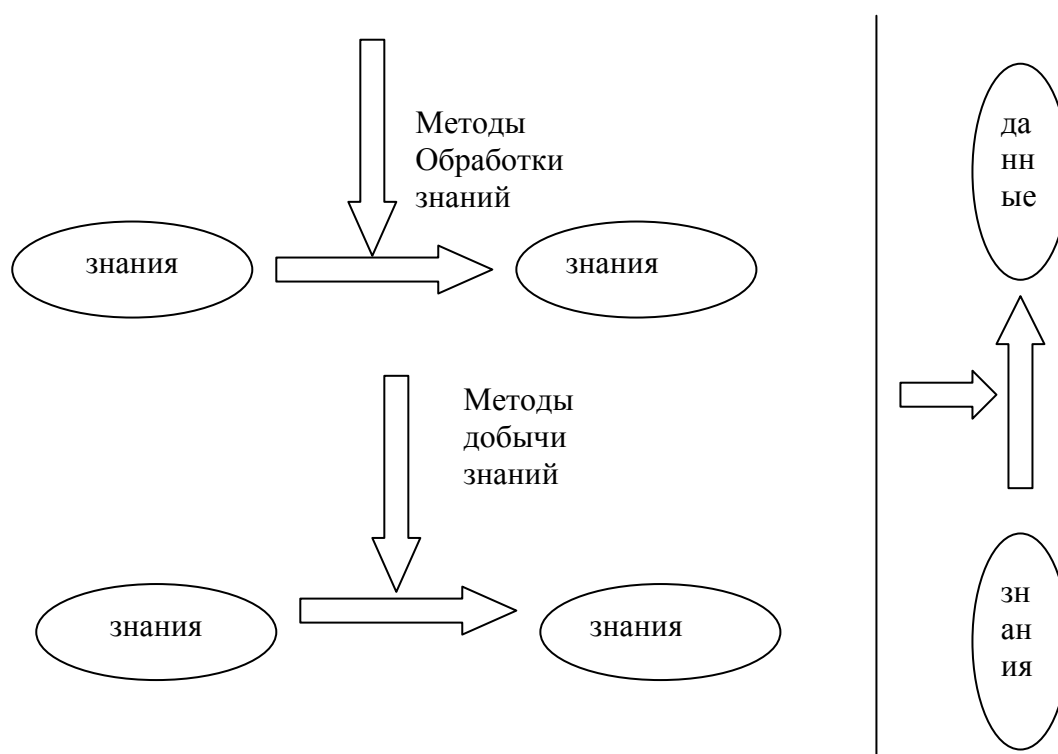 Методы
Обработки
знаний
знания
знания
Методы
добычи
знаний
знания
знания
да
нн
ые
зн
ан
ия